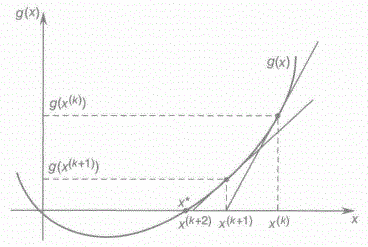 g(x)
g(x)
g(x^(k))
g(x^(k+1))
x*
x^(k+2) x^(k+1) x^(k) x